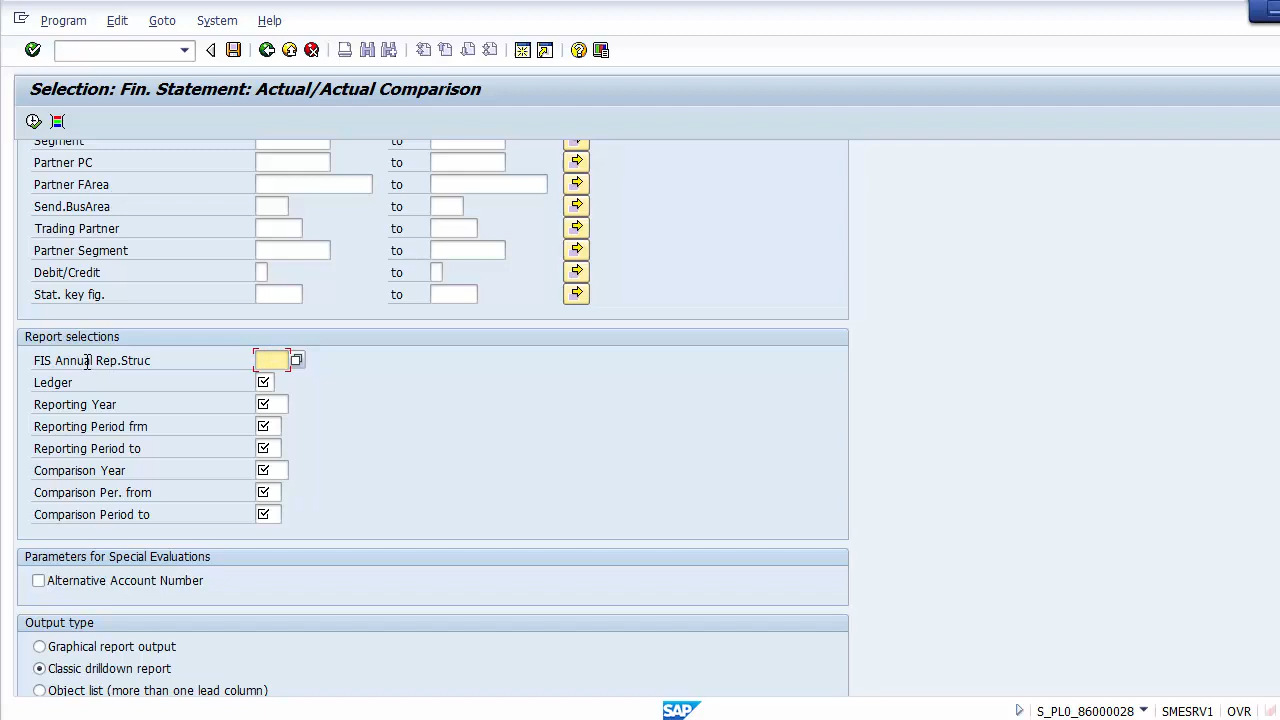 Program Edit Goto System Help
Selection: Fin. Statement: Actual/Actual Comparison
Segment to
Partner PC to
Partner FArea to
Send.BusArea to
Trading Partner to
Partner Segment to
Debit/Credit to
Stat. key fig. to
Report selections
FIS Annual Rep.Struc
Ledger
Reporting Year
Reporting Period frm
Reporting Period to
Comparison Year
Comparison Per. from
Comparison Period to
Parameters for Special Evaluations
Alternative Account Number
Output type
Graphical report output
Classic drilldown report
Object list (more than one lead column)
SAP S_PL0_86000028 SMESRV1 OVR